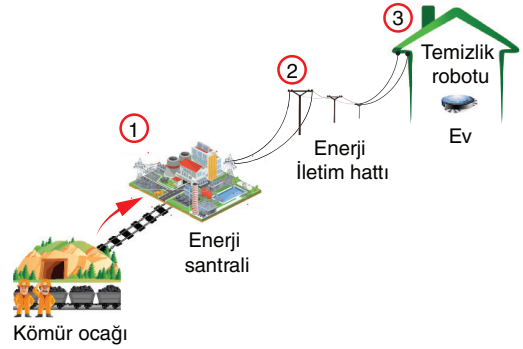 3
Temizlik
robotu
Ev
2
Enerji
İletim hattı
1
Enerji
santrali
Kömür ocağı